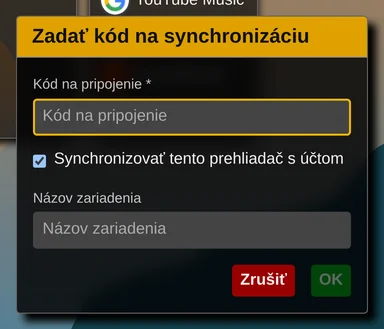 YouTube Music
Zadať kód na synchronizáciu
Kód na pripojenie *
Kód na pripojenie
Synchronizovať tento prehliadač s účtom
Názov zariadenia
Názov zariadenia
Zrušiť OK